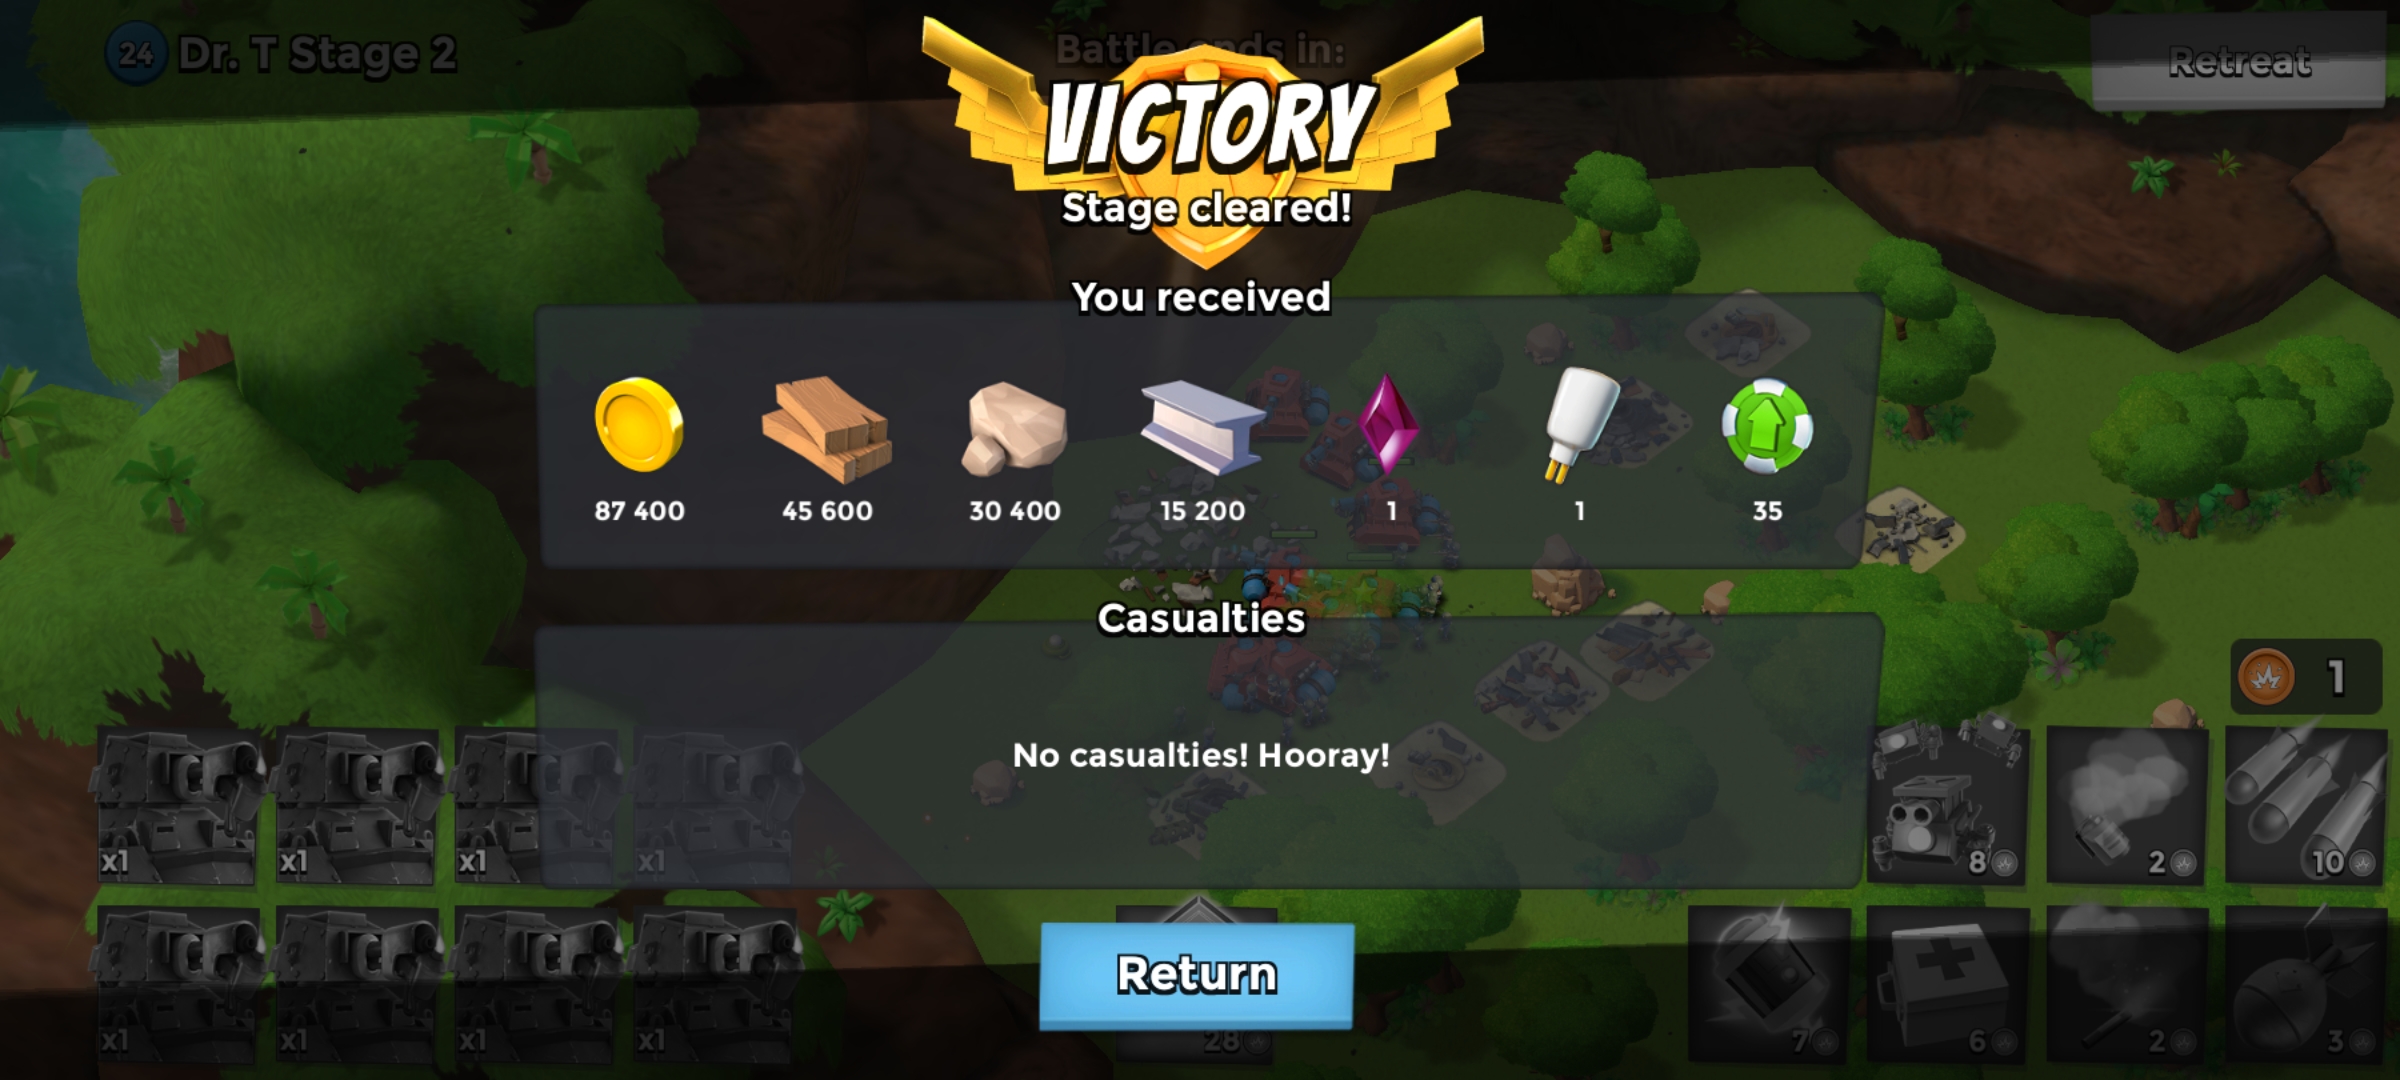 24 Dr. T Stage 2
Battle ends in:
Retreat
VICTORY
Stage cleared!
You received
87 400
45 600
30 400
15 200
1
1
35
Casualties
No casualties! Hooray!
1
x1
x1
x1
x1
8
2
10
Return
x1
x1
x1
x1
28
7
6
2
3